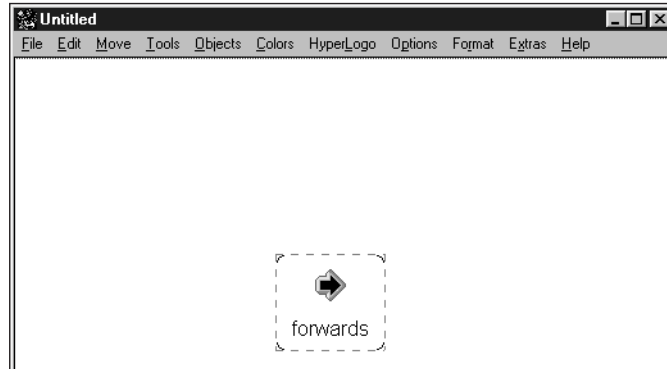 Untitled
File Edit Move Tools Objects Colors HyperLogo Options Format Extras Help
forwards